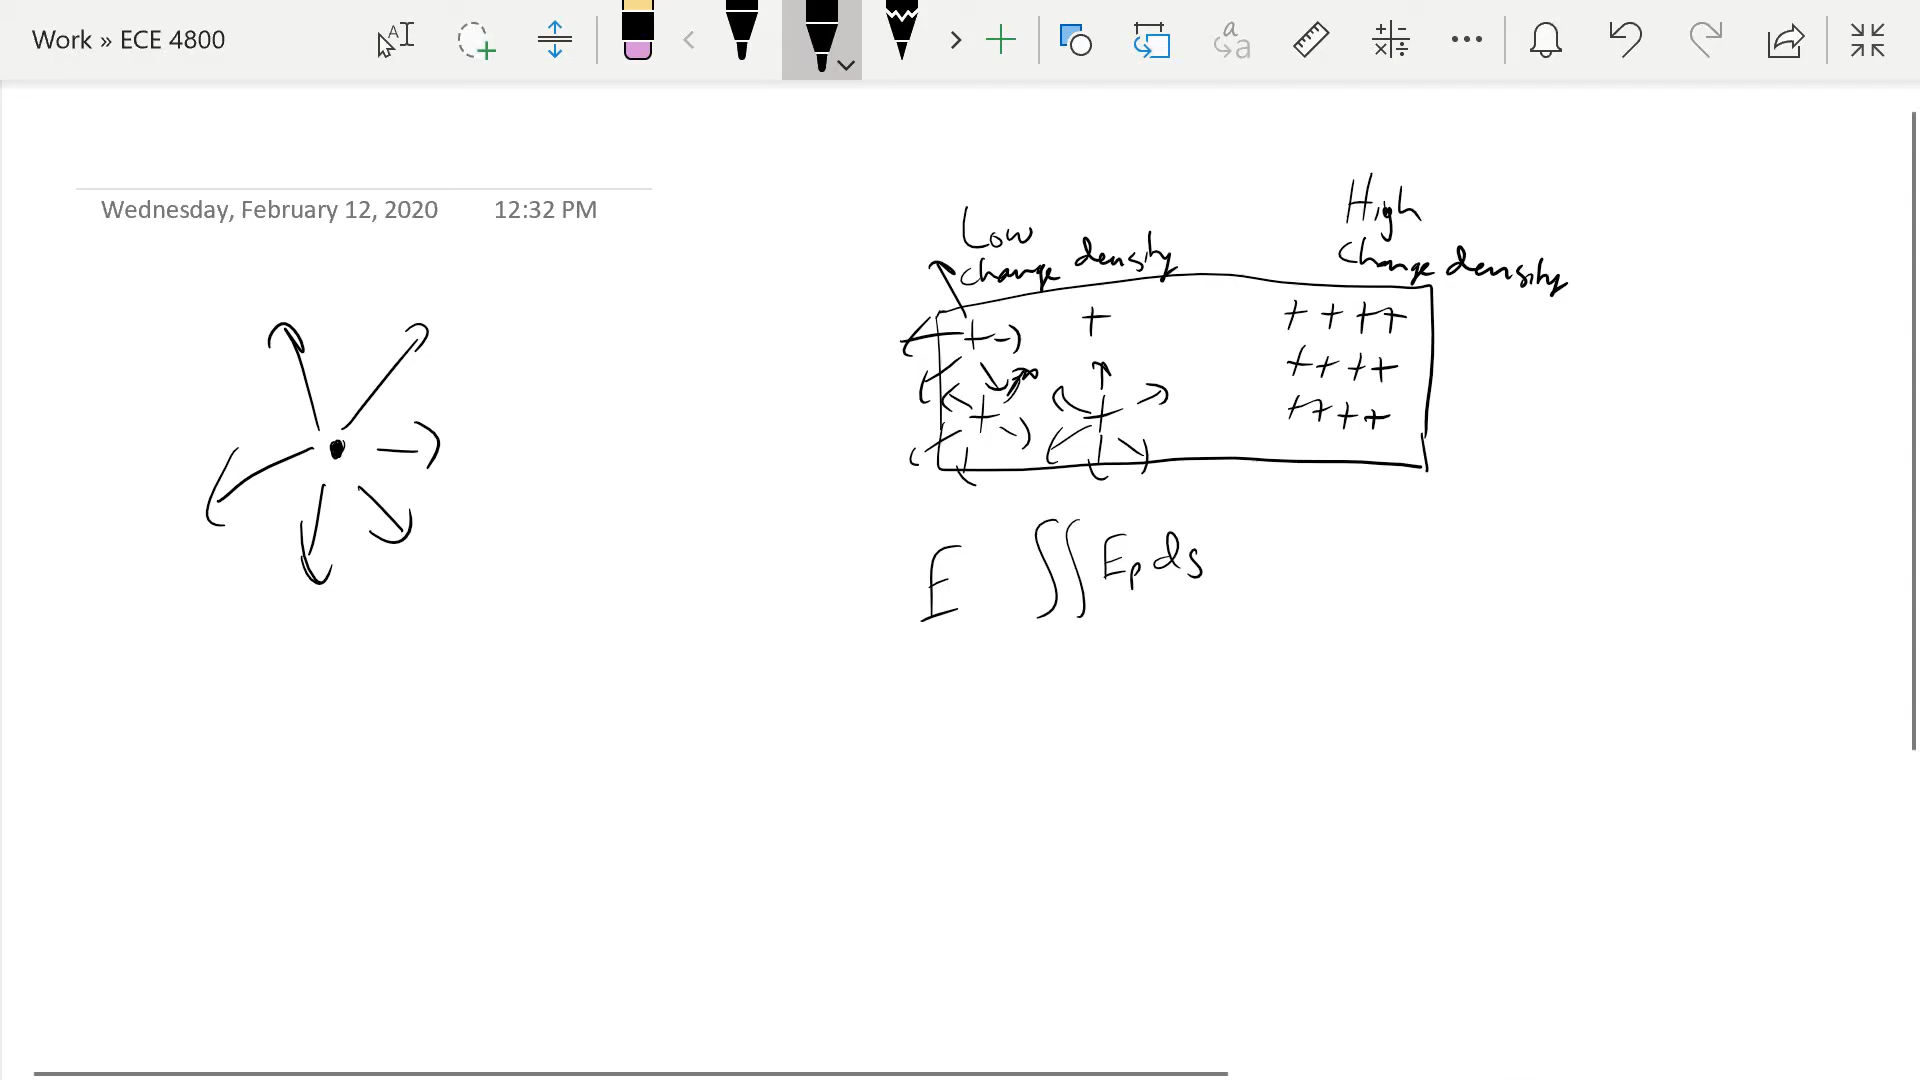 Work » ECE 4800
Wednesday, February 12, 2020 12:32 PM
Low
charge density
High
charge density
+ + + + +
+ + + +
+ + + + + +
E ∬ Eₚ ds